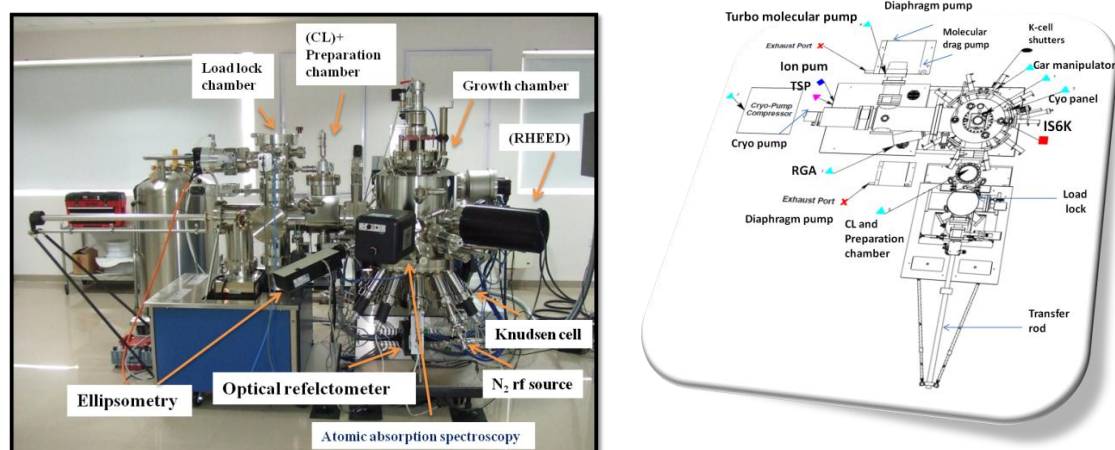 (CL)+
Preparation
chamber
Load lock
chamber
Growth chamber
(RHEED)
Knudsen cell
N₂ rf source
Optical refelctometer
Ellipsometry
Atomic absorption spectroscopy
Diaphragm pump
Turbo molecular pump
Molecular
drag pump
K-cell
shutters
Exhaust Port
Car manipulator
Ion pum
TSP
Cyo panel
Cryo-Pump
Compressor
IS6K
Cryo pump
RGA
Exhaust Port
Load
lock
Diaphragm pump
CL and
Preparation
chamber
Transfer
rod